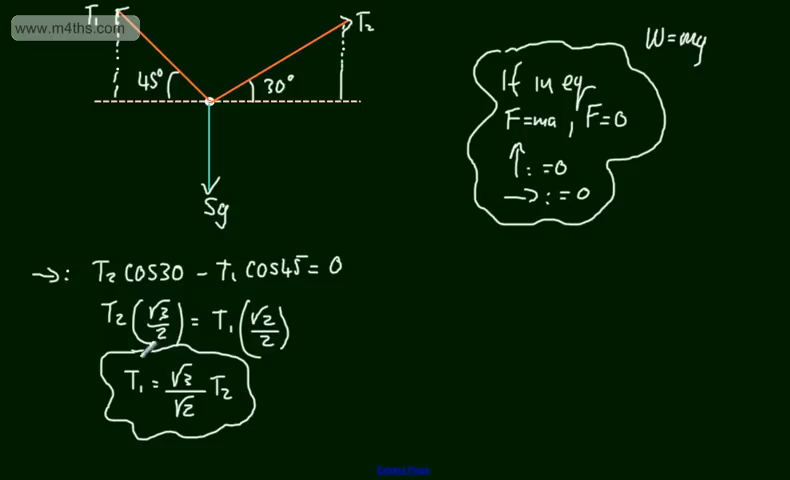 T₁
www.m4ths.com
T₂
W=mg
45°
30°
If in eq
F=ma, F=0
↑: =0
→: =0
5g
→: T₂ cos30 - T₁ cos45 = 0
T₂(√3/2) = T₁(√2/2)
T₁ = √3/√2 T₂